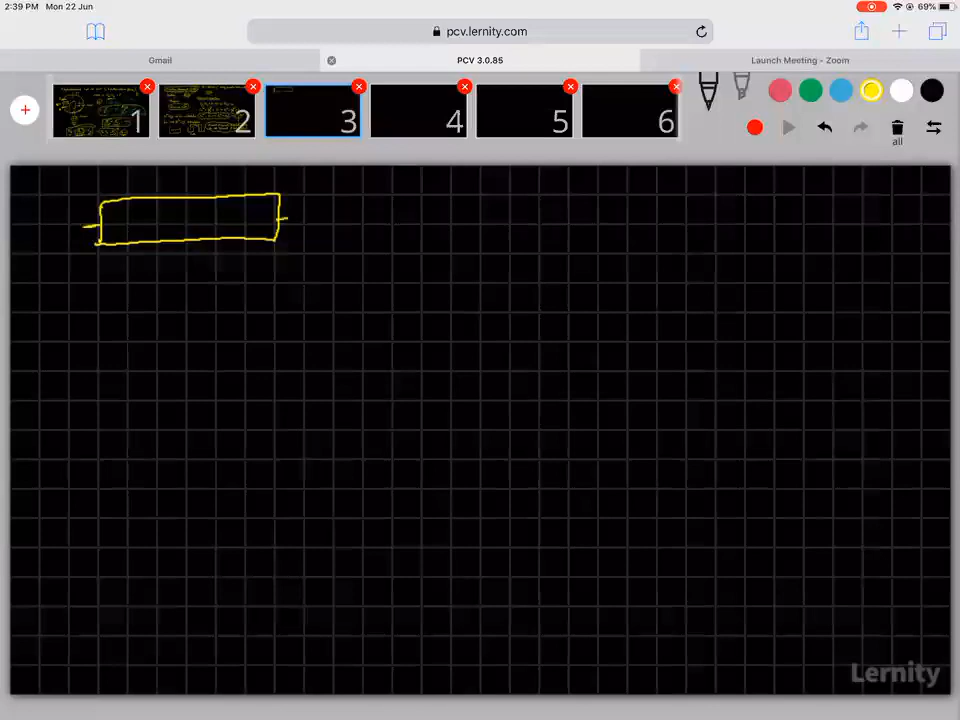 2:39 PM Mon 22 Jun
69%
pcv.lernity.com
Gmail
PCV 3.0.85
Launch Meeting - Zoom
1
2
3
4
5
6
all
Lernity